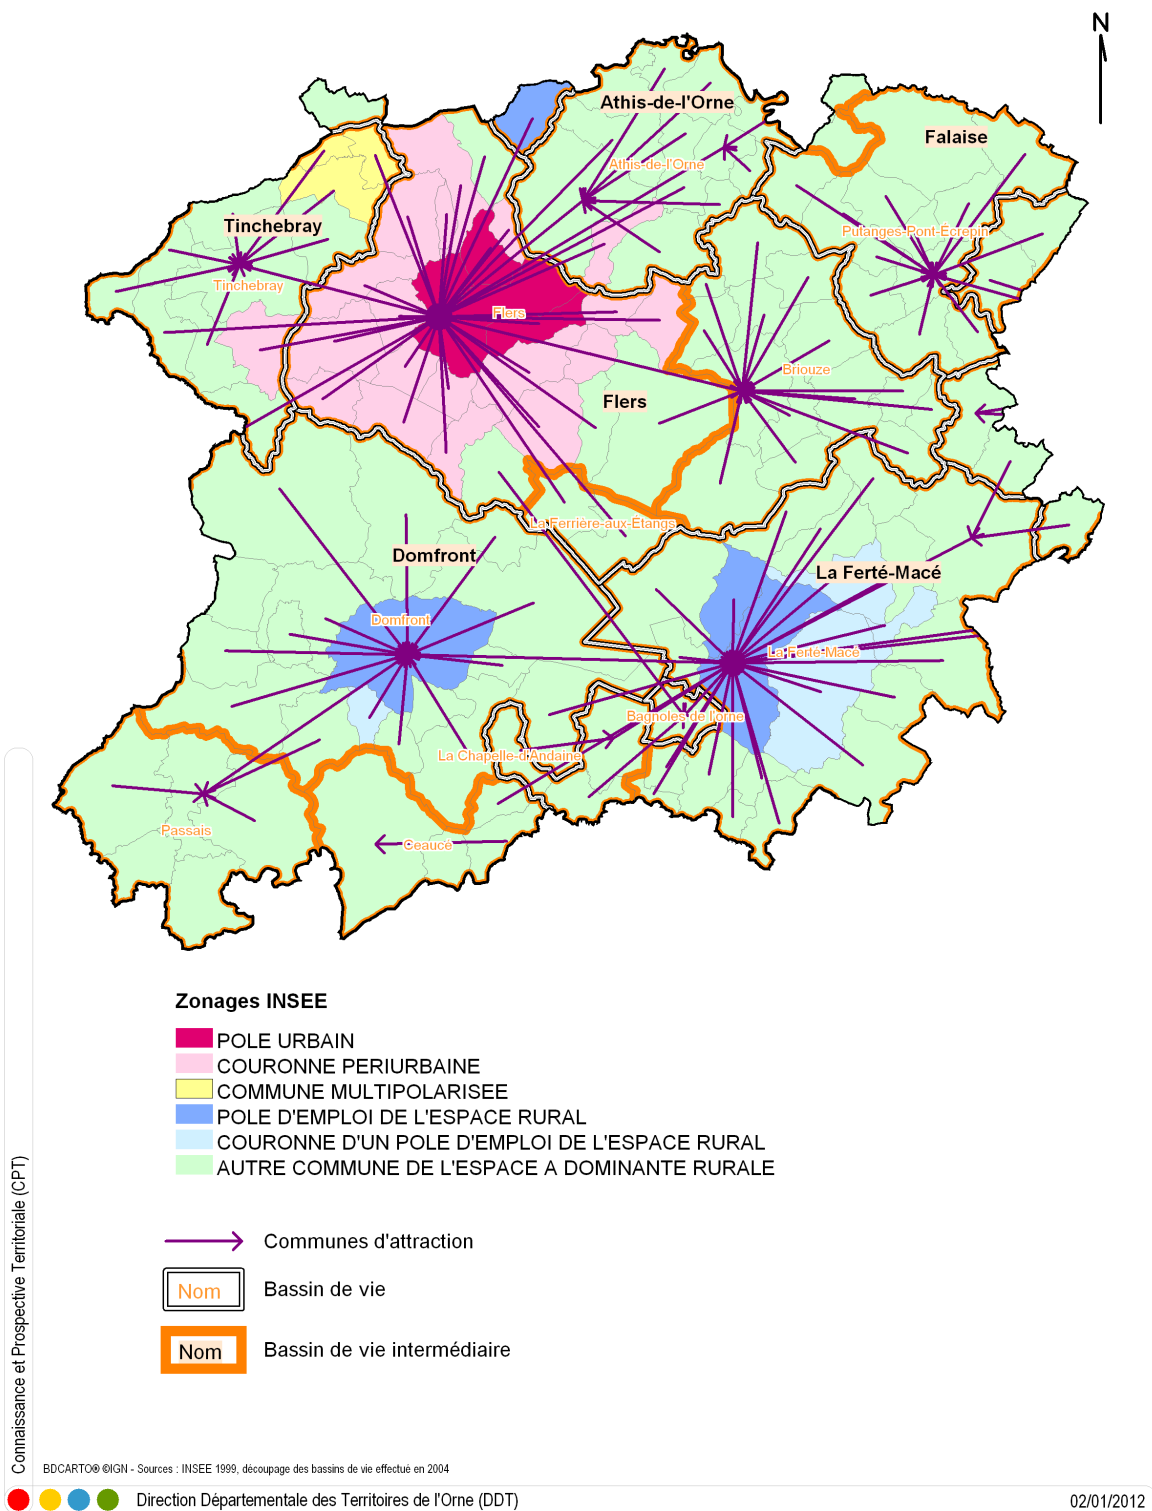 N
Athis-de-l'Orne
Falaise
Athis-de-l'Orne
Tinchebray
Putanges-Pont-Écrepin
Tinchebray
Flers
Briouze
Flers
La Ferrière-aux-Etangs
Domfront
La Ferté-Macé
Domfront
La Ferté-Macé
Bagnoles de l'orne
La Chapelle-d'Andaine
Passais
Ceaucé
Zonages INSEE
POLE URBAIN
COURONNE PERIURBAINE
COMMUNE MULTIPOLARISEE
POLE D'EMPLOI DE L'ESPACE RURAL
COURONNE D'UN POLE D'EMPLOI DE L'ESPACE RURAL
AUTRE COMMUNE DE L'ESPACE A DOMINANTE RURALE
Communes d'attraction
Nom Bassin de vie
Nom Bassin de vie intermédiaire
Connaissance et Prospective Territoriale (CPT)
BDCARTO® ©IGN - Sources : INSEE 1999, découpage des bassins de vie effectué en 2004
Direction Départementale des Territoires de l'Orne (DDT)
02/01/2012